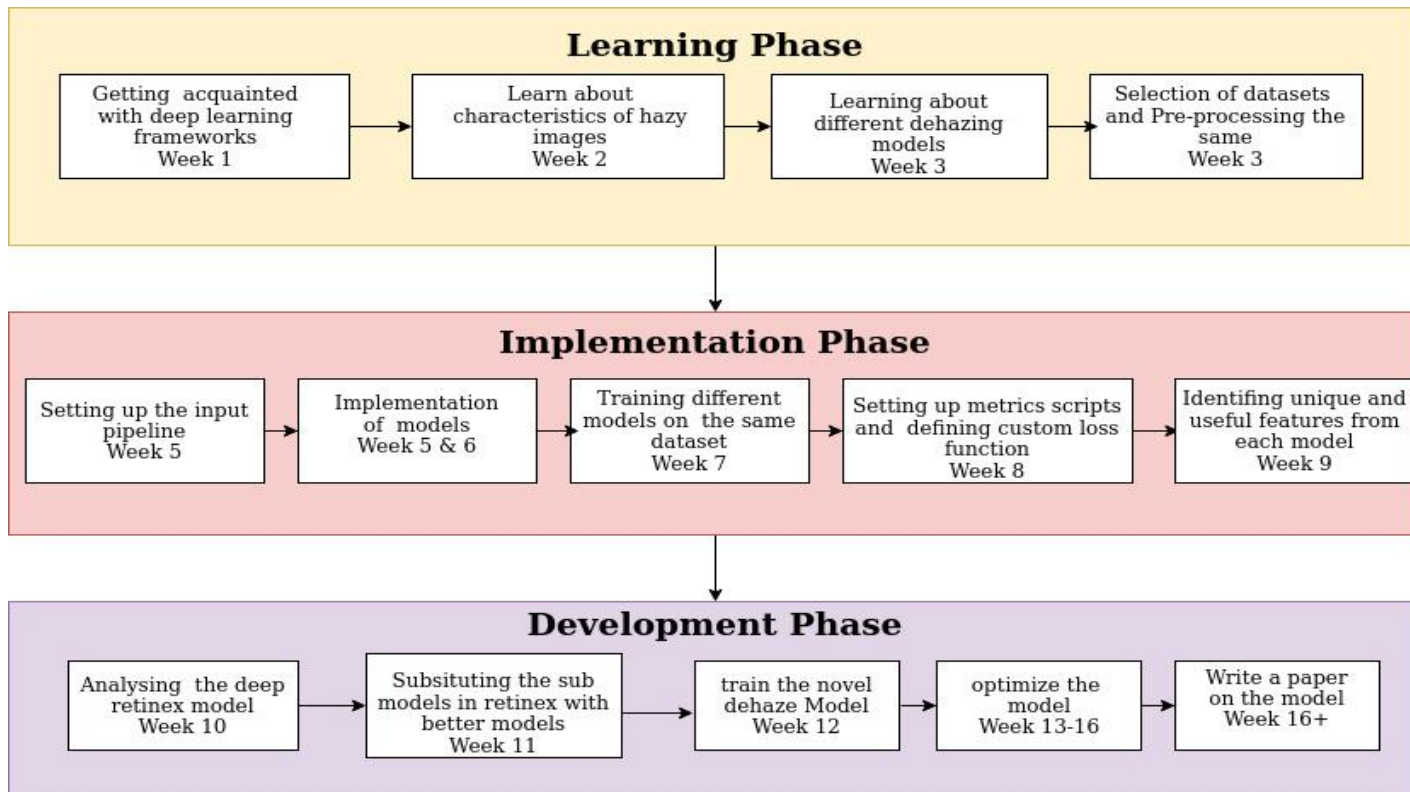 Learning Phase
Getting acquainted
with deep learning
frameworks
Week 1
Learn about
characteristics of hazy
images
Week 2
Learning about
different dehazing
models
Week 3
Selection of datasets
and Pre-processing the
same
Week 3
Implementation Phase
Setting up the input
pipeline
Week 5
Implementation
of models
Week 5 & 6
Training different
models on the same
dataset
Week 7
Setting up metrics scripts
and defining custom loss
function
Week 8
Identifing unique and
useful features from
each model
Week 9
Development Phase
Analysing the deep
retinex model
Week 10
Subsituting the sub
models in retinex with
better models
Week 11
train the novel
dehaze Model
Week 12
optimize the
model
Week 13-16
Write a paper
on the model
Week 16+